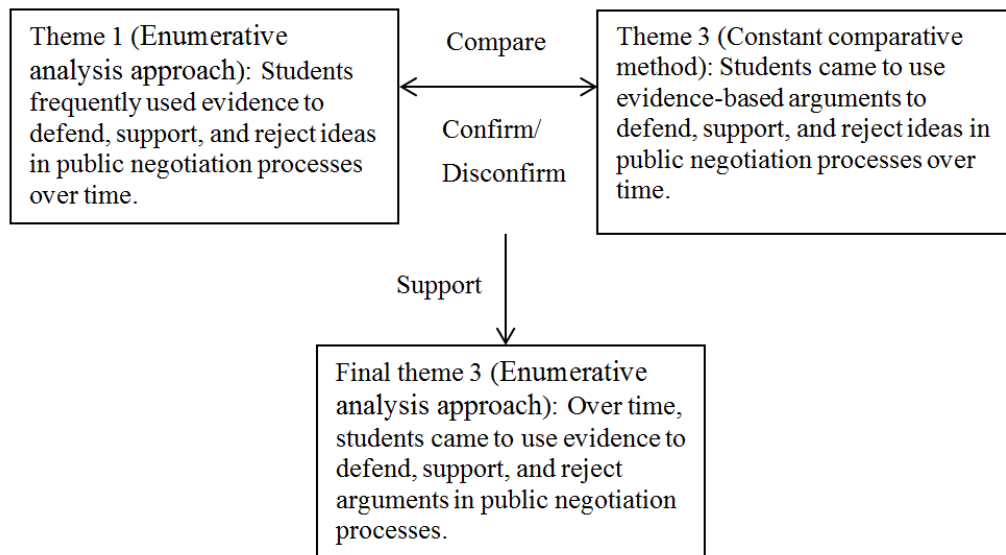 Theme 1 (Enumerative
analysis approach): Students
frequently used evidence to
defend, support, and reject ideas
in public negotiation processes
over time.
Compare
Confirm/
Disconfirm
Theme 3 (Constant comparative
method): Students came to use
evidence-based arguments to
defend, support, and reject ideas in
public negotiation processes over
time.
Support
Final theme 3 (Enumerative
analysis approach): Over time,
students came to use evidence to
defend, support, and reject
arguments in public negotiation
processes.